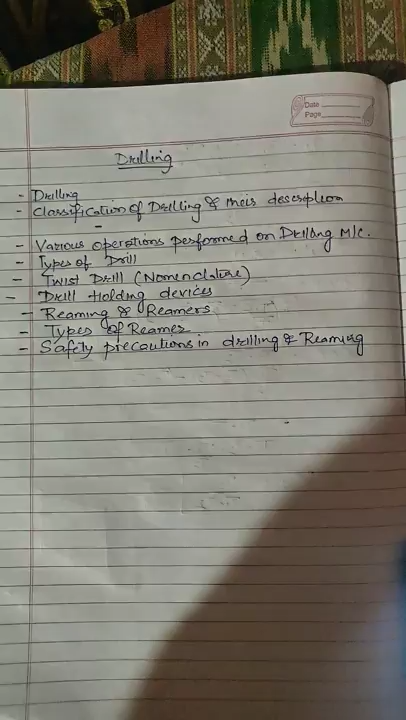 Date
Page
Drilling
- Drilling
- Classification of Drilling & their description
- Various operations performed on Drilling M/c.
- Types of Drill
- Twist Drill (Nomenclature)
- Drill Holding devices
- Reaming & Reamers
- Types of Reamer
- Safety precautions in drilling & Reaming